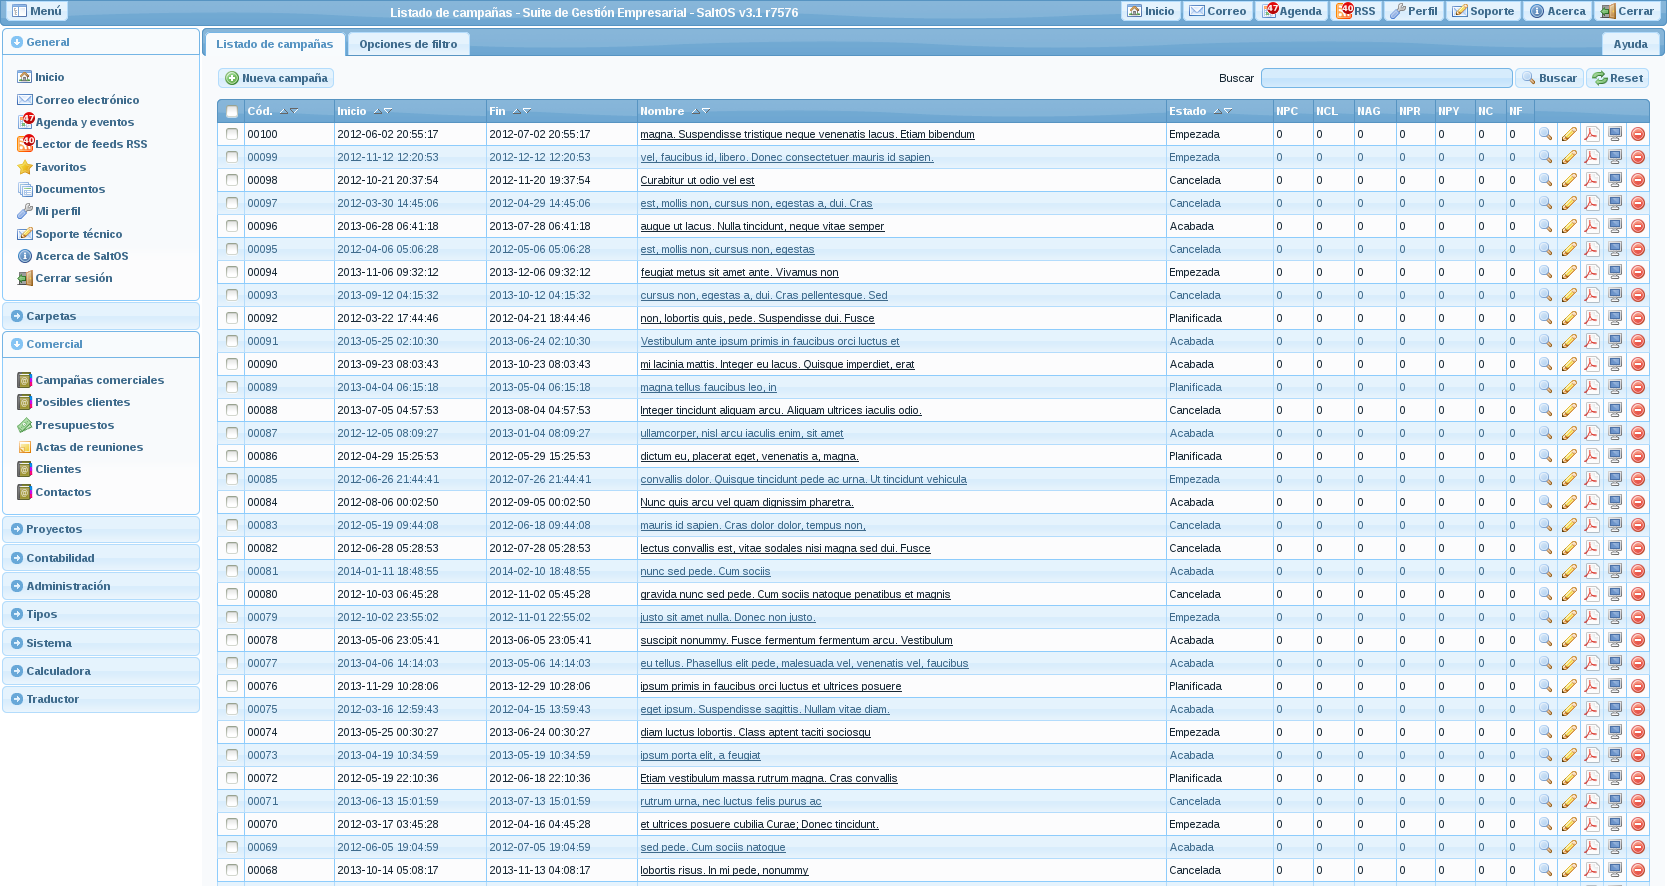 Menú
Listado de campañas - Suite de Gestión Empresarial - SaltOS v3.1 r7576
Inicio Correo 47 Agenda 40 RSS Perfil Soporte Acerca Cerrar
General
Inicio
Correo electrónico
47 Agenda y eventos
40 Lector de feeds RSS
Favoritos
Documentos
Mi perfil
Soporte técnico
Acerca de SaltOS
Cerrar sesión
Carpetas
Comercial
Campañas comerciales
Posibles clientes
Presupuestos
Actas de reuniones
Clientes
Contactos
Proyectos
Contabilidad
Administración
Tipos
Sistema
Calculadora
Traductor
Listado de campañas Opciones de filtro Ayuda
Nueva campaña Buscar Buscar Reset
Cód. Inicio Fin Nombre Estado NPC NCL NAG NPR NPY NC NF
00100 2012-06-02 20:55:17 2012-07-02 20:55:17 magna. Suspendisse tristique neque venenatis lacus. Etiam bibendum Empezada 0 0 0 0 0 0 0
00099 2012-11-12 12:20:53 2012-12-12 12:20:53 vel, faucibus id, libero. Donec consectetuer mauris id sapien. Empezada 0 0 0 0 0 0 0
00098 2012-10-21 20:37:54 2012-11-20 19:37:54 Curabitur ut odio vel est Cancelada 0 0 0 0 0 0 0
00097 2012-03-30 14:45:06 2012-04-29 14:45:06 est, mollis non, cursus non, egestas a, dui. Cras Cancelada 0 0 0 0 0 0 0
00096 2013-06-28 06:41:18 2013-07-28 06:41:18 augue ut lacus. Nulla tincidunt, neque vitae semper Acabada 0 0 0 0 0 0 0
00095 2012-04-06 05:06:28 2012-05-06 05:06:28 est, mollis non, cursus non, egestas Cancelada 0 0 0 0 0 0 0
00094 2013-11-06 09:32:12 2013-12-06 09:32:12 feugiat metus sit amet ante. Vivamus non Empezada 0 0 0 0 0 0 0
00093 2013-09-12 04:15:32 2013-10-12 04:15:32 cursus non, egestas a, dui. Cras pellentesque. Sed Cancelada 0 0 0 0 0 0 0
00092 2012-03-22 17:44:46 2012-04-21 18:44:46 non, lobortis quis, pede. Suspendisse dui. Fusce Planificada 0 0 0 0 0 0 0
00091 2013-05-25 02:10:30 2013-06-24 02:10:30 Vestibulum ante ipsum primis in faucibus orci luctus et Acabada 0 0 0 0 0 0 0
00090 2013-09-23 08:03:43 2013-10-23 08:03:43 mi lacinia mattis. Integer eu lacus. Quisque imperdiet, erat Acabada 0 0 0 0 0 0 0
00089 2013-04-04 06:15:18 2013-05-04 06:15:18 magna tellus faucibus leo, in Planificada 0 0 0 0 0 0 0
00088 2013-07-05 04:57:53 2013-08-04 04:57:53 Integer tincidunt aliquam arcu. Aliquam ultrices iaculis odio. Cancelada 0 0 0 0 0 0 0
00087 2012-12-05 08:09:27 2013-01-04 08:09:27 ullamcorper, nisl arcu iaculis enim, sit amet Acabada 0 0 0 0 0 0 0
00086 2012-04-29 15:25:53 2012-05-29 15:25:53 dictum eu, placerat eget, venenatis a, magna. Planificada 0 0 0 0 0 0 0
00085 2012-06-26 21:44:41 2012-07-26 21:44:41 convallis dolor. Quisque tincidunt pede ac urna. Ut tincidunt vehicula Empezada 0 0 0 0 0 0 0
00084 2012-08-06 00:02:50 2012-09-05 00:02:50 Nunc quis arcu vel quam dignissim pharetra. Acabada 0 0 0 0 0 0 0
00083 2012-05-19 09:44:08 2012-06-18 09:44:08 mauris id sapien. Cras dolor dolor, tempus non, Cancelada 0 0 0 0 0 0 0
00082 2012-06-28 05:28:53 2012-07-28 05:28:53 lectus convallis est, vitae sodales nisi magna sed dui. Fusce Cancelada 0 0 0 0 0 0 0
00081 2014-01-11 18:48:55 2014-02-10 18:48:55 nunc sed pede. Cum sociis Acabada 0 0 0 0 0 0 0
00080 2012-10-03 06:45:28 2012-11-02 05:45:28 gravida nunc sed pede. Cum sociis natoque penatibus et magnis Cancelada 0 0 0 0 0 0 0
00079 2012-10-02 23:55:02 2012-11-01 22:55:02 justo sit amet nulla. Donec non justo. Empezada 0 0 0 0 0 0 0
00078 2013-05-06 23:05:41 2013-06-05 23:05:41 suscipit nonummy. Fusce fermentum fermentum arcu. Vestibulum Acabada 0 0 0 0 0 0 0
00077 2013-04-06 14:14:03 2013-05-06 14:14:03 eu tellus. Phasellus elit pede, malesuada vel, venenatis vel, faucibus Acabada 0 0 0 0 0 0 0
00076 2013-11-29 10:28:06 2013-12-29 10:28:06 ipsum primis in faucibus orci luctus et ultrices posuere Planificada 0 0 0 0 0 0 0
00075 2012-03-16 12:59:43 2012-04-15 13:59:43 eget ipsum. Suspendisse sagittis. Nullam vitae diam. Acabada 0 0 0 0 0 0 0
00074 2013-05-25 00:30:27 2013-06-24 00:30:27 diam luctus lobortis. Class aptent taciti sociosqu Empezada 0 0 0 0 0 0 0
00073 2013-04-19 10:34:59 2013-05-19 10:34:59 ipsum porta elit, a feugiat Acabada 0 0 0 0 0 0 0
00072 2012-05-19 22:10:36 2012-06-18 22:10:36 Etiam vestibulum massa rutrum magna. Cras convallis Planificada 0 0 0 0 0 0 0
00071 2013-06-13 15:01:59 2013-07-13 15:01:59 rutrum urna, nec luctus felis purus ac Cancelada 0 0 0 0 0 0 0
00070 2012-03-17 03:45:28 2012-04-16 04:45:28 et ultrices posuere cubilia Curae; Donec tincidunt. Empezada 0 0 0 0 0 0 0
00069 2012-06-05 19:04:59 2012-07-05 19:04:59 sed pede. Cum sociis natoque Acabada 0 0 0 0 0 0 0
00068 2013-10-14 05:08:17 2013-11-13 04:08:17 lobortis risus. In mi pede, nonummy Cancelada 0 0 0 0 0 0 0